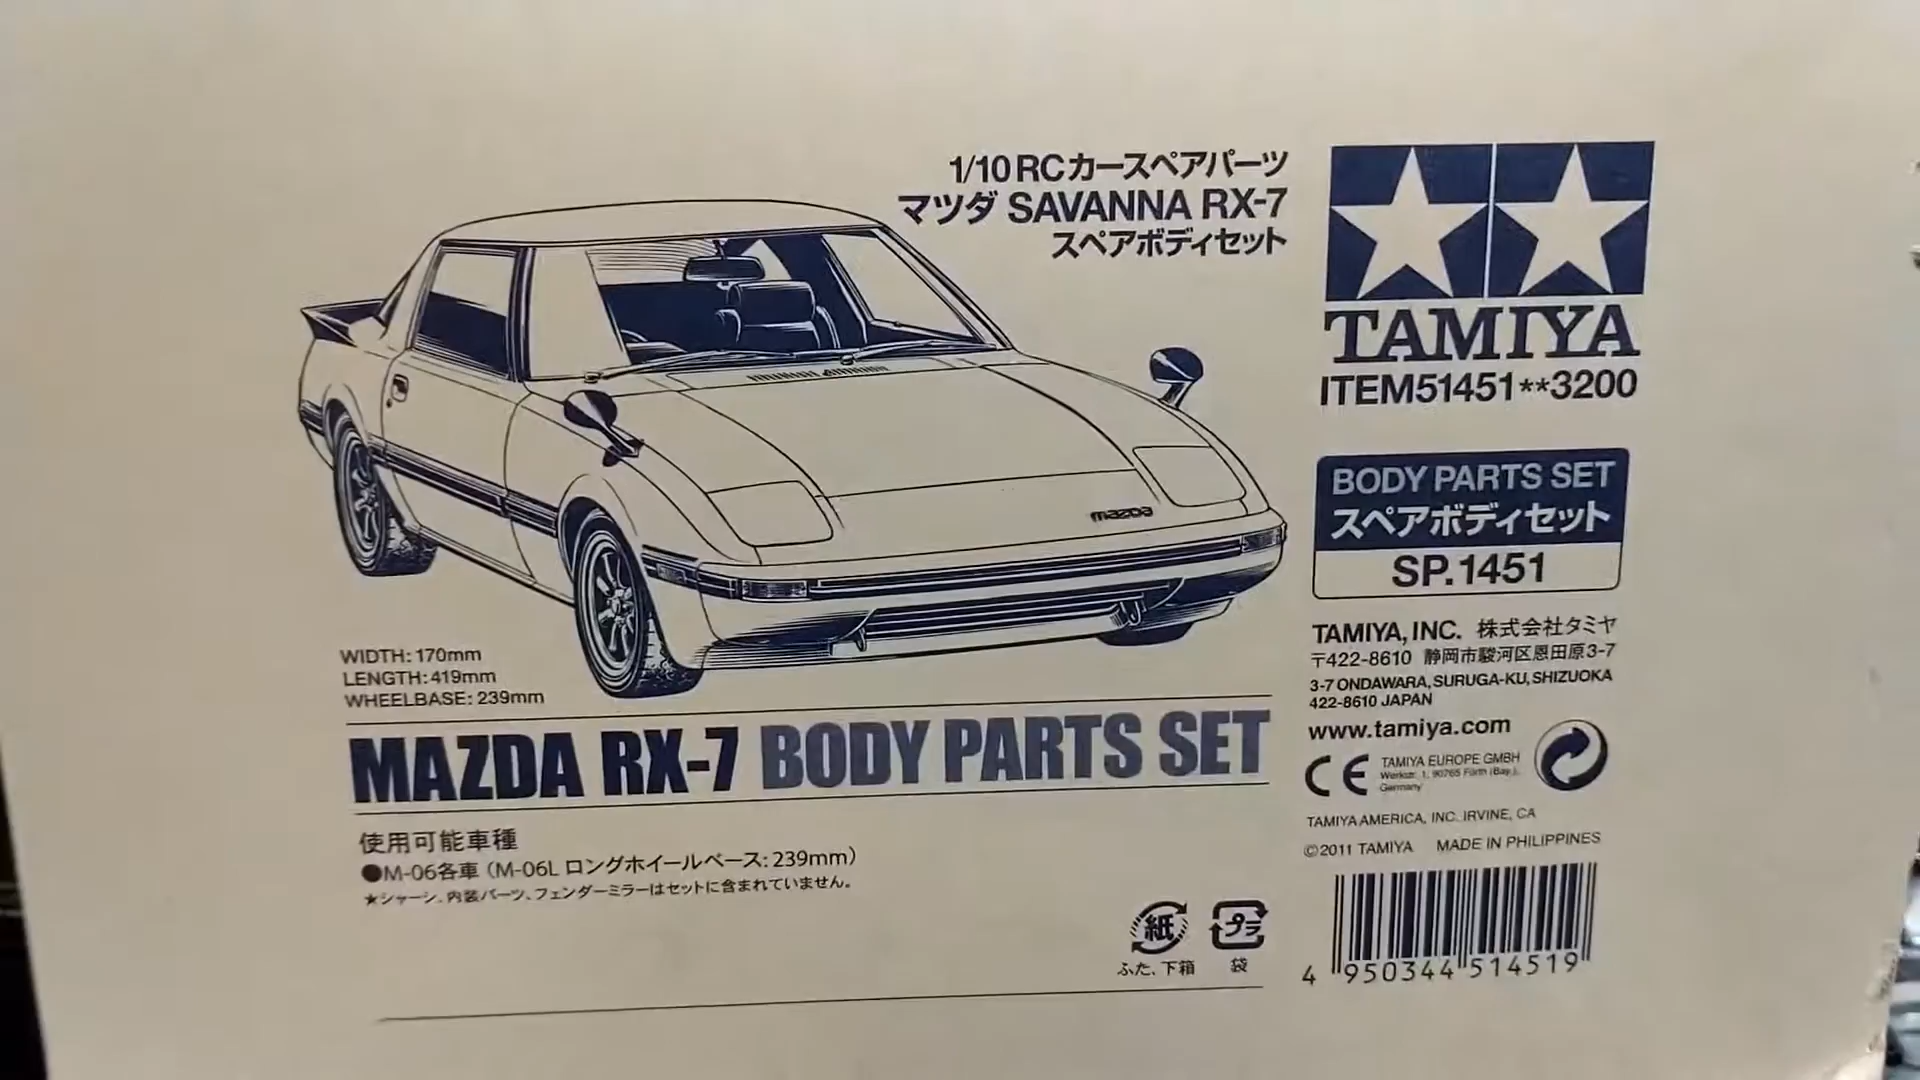 1/10 RCカースペアパーツ
マツダ SAVANNA RX-7
スペアボディセット
TAMIYA
ITEM51451**3200
BODY PARTS SET
スペアボディセット
SP.1451
mazda
WIDTH: 170mm
LENGTH: 419mm
WHEELBASE: 239mm
MAZDA RX-7 BODY PARTS SET
使用可能車種
●M-06各車 (M-06L ロングホイールベース: 239mm)
★シャーシ、内装パーツ、フェンダーミラーはセットに含まれていません。
紙
ふた、下箱
プラ
袋
TAMIYA, INC. 株式会社タミヤ
〒422-8610 静岡市駿河区恩田原3-7
3-7 ONDAWARA, SURUGA-KU, SHIZUOKA
422-8610 JAPAN
www.tamiya.com
CE
TAMIYA EUROPE GMBH
Werkstr. 1, 90765 Fürth (Bay.),
Germany
TAMIYA AMERICA, INC. IRVINE, CA
©2011 TAMIYA MADE IN PHILIPPINES
4 950344 514519